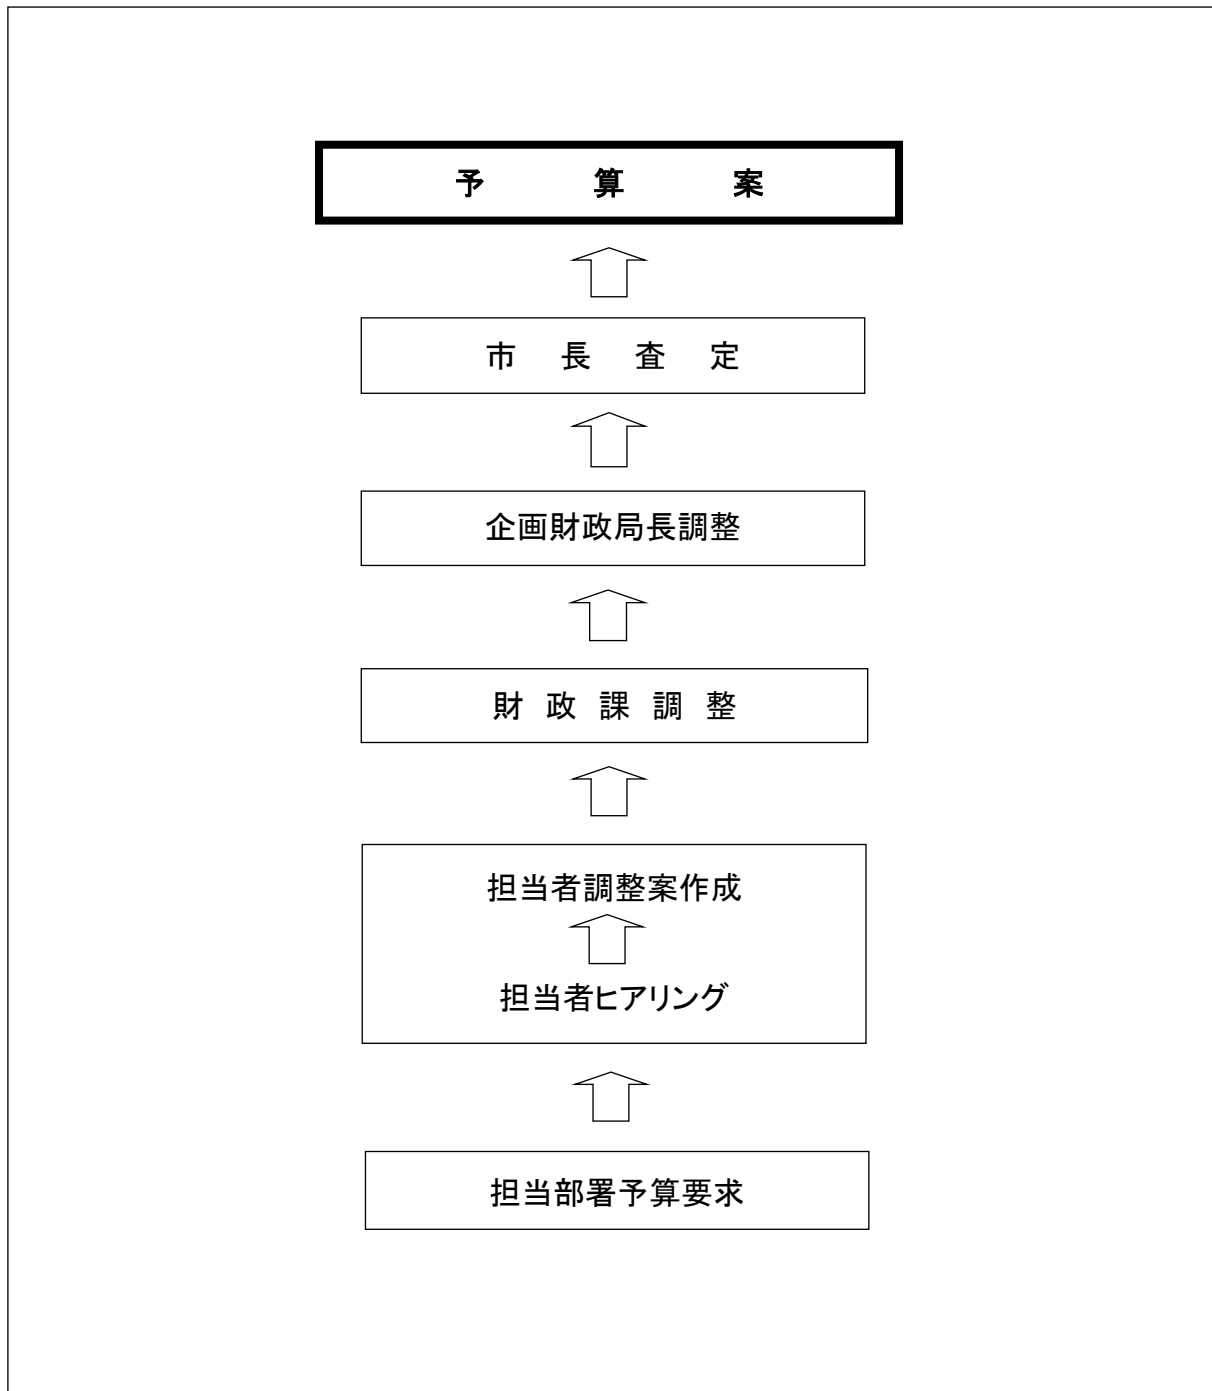 予　算　案
市　長　査　定
企画財政局長調整
財　政　課　調　整
担当者調整案作成
担当者ヒアリング
担当部署予算要求